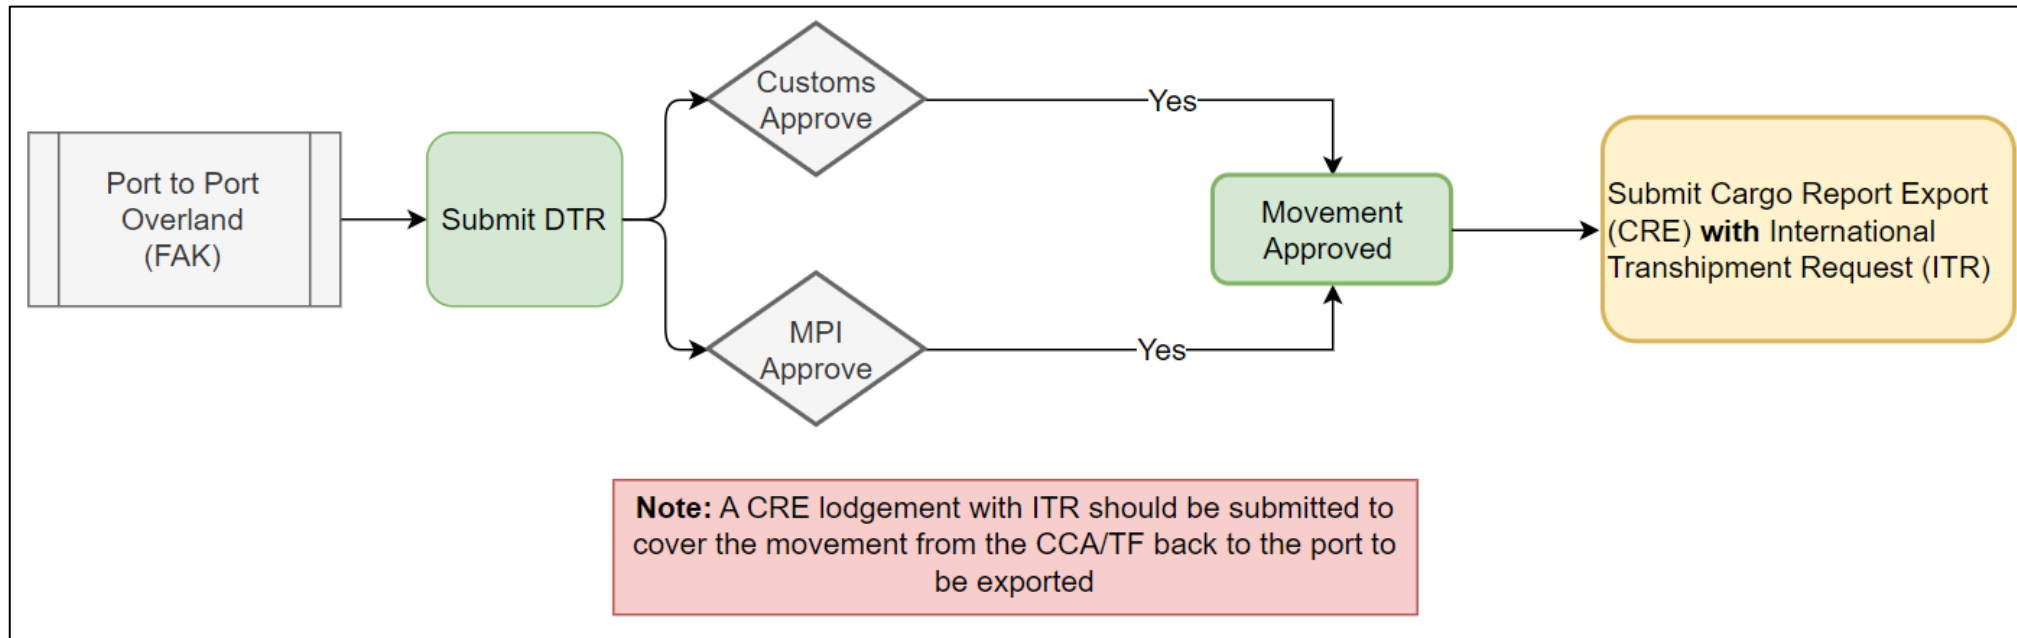 Port to Port
Overland
(FAK)
Submit DTR
Customs
Approve
Yes
MPI
Approve
Yes
Movement
Approved
Submit Cargo Report Export
(CRE) with International
Transhipment Request (ITR)
Note: A CRE lodgement with ITR should be submitted to
cover the movement from the CCA/TF back to the port to
be exported